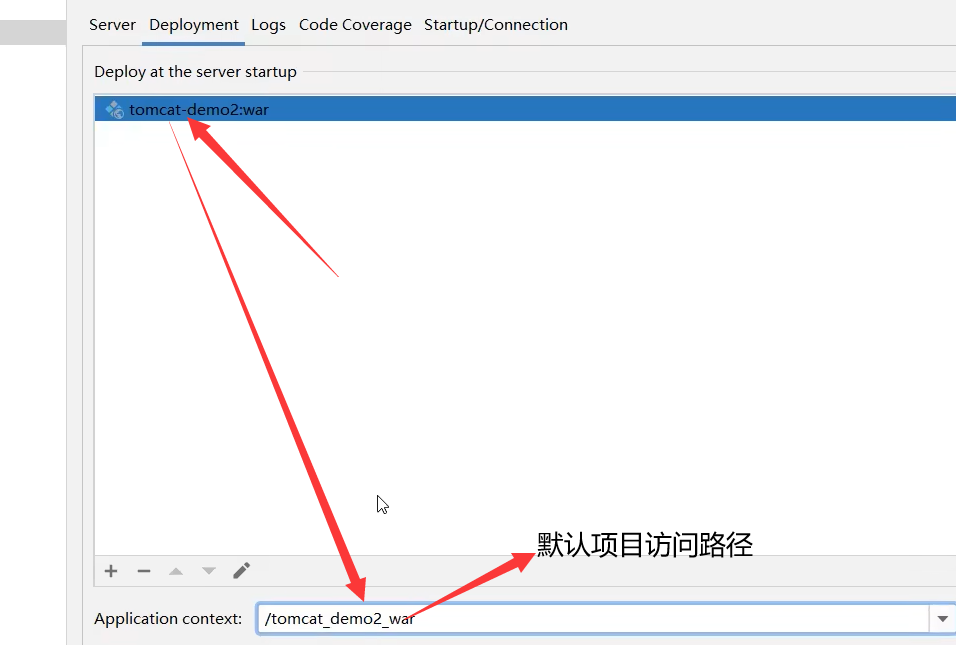 Server Deployment Logs Code Coverage Startup/Connection
Deploy at the server startup
tomcat-demo2:war
默认项目访问路径
Application context: /tomcat_demo2_war